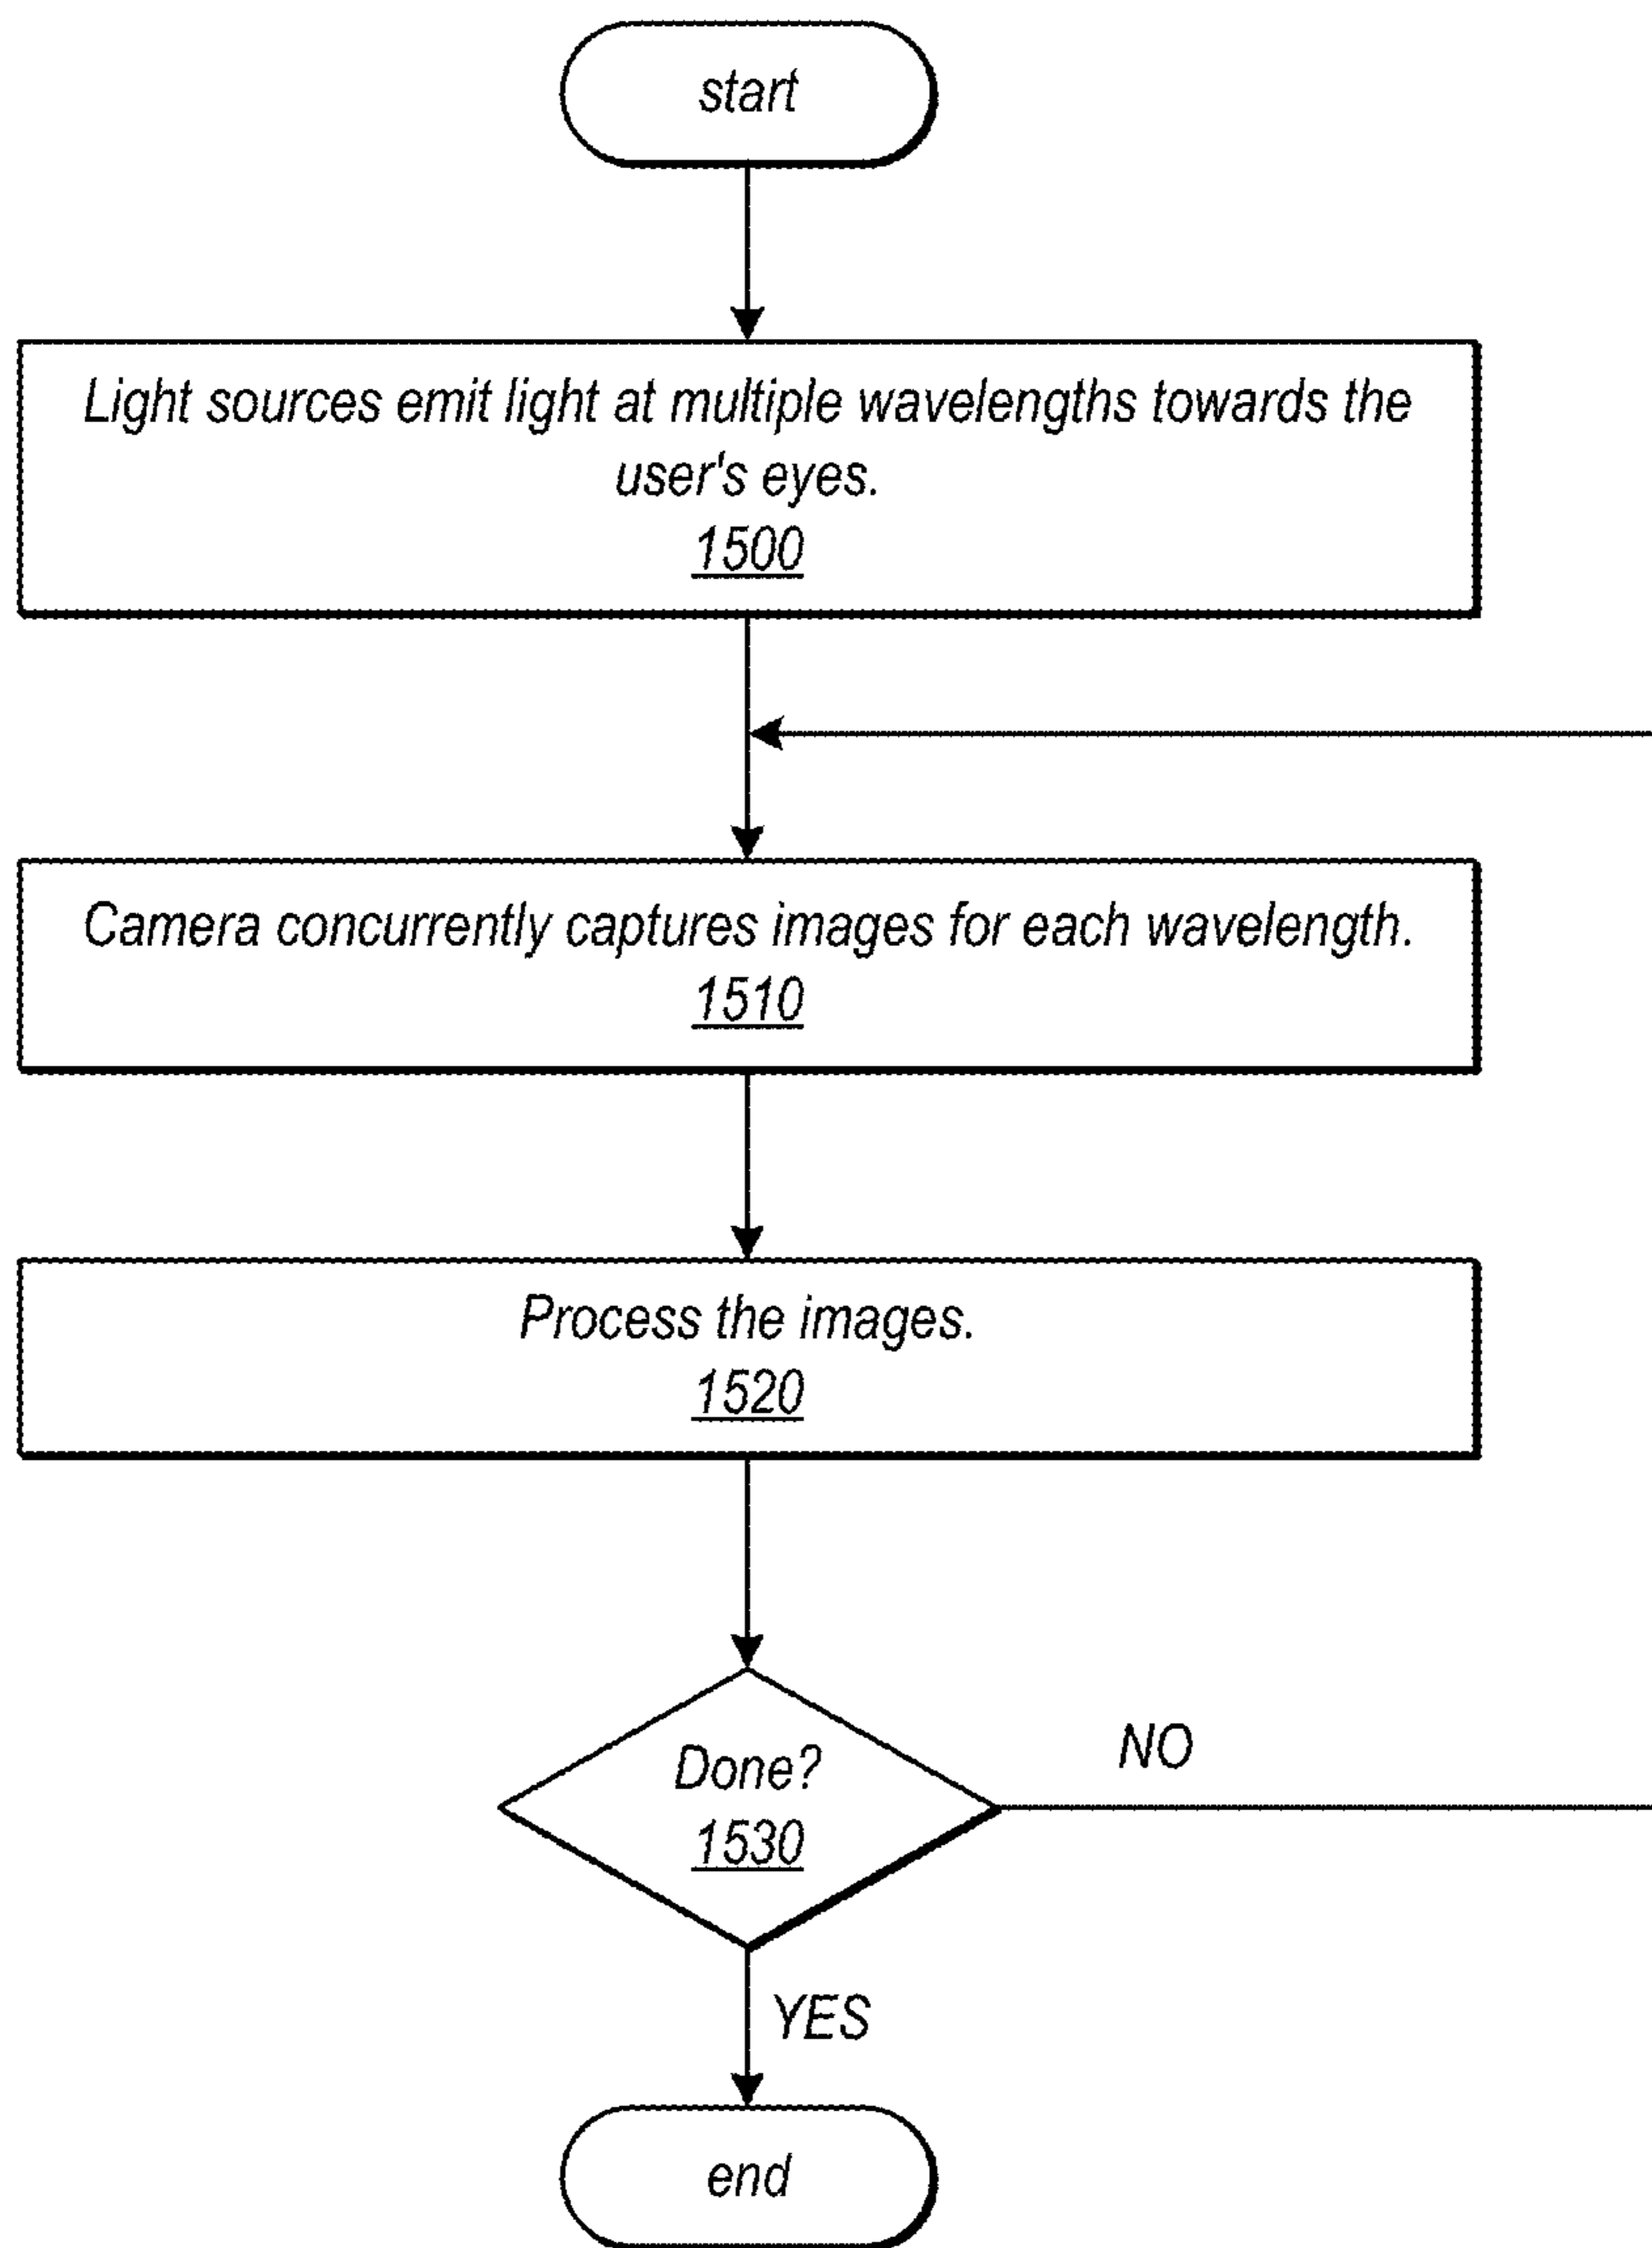 start
Light sources emit light at multiple wavelengths towards the
user's eyes.
1500
Camera concurrently captures images for each wavelength.
1510
Process the images.
1520
Done?
1530
NO
YES
end